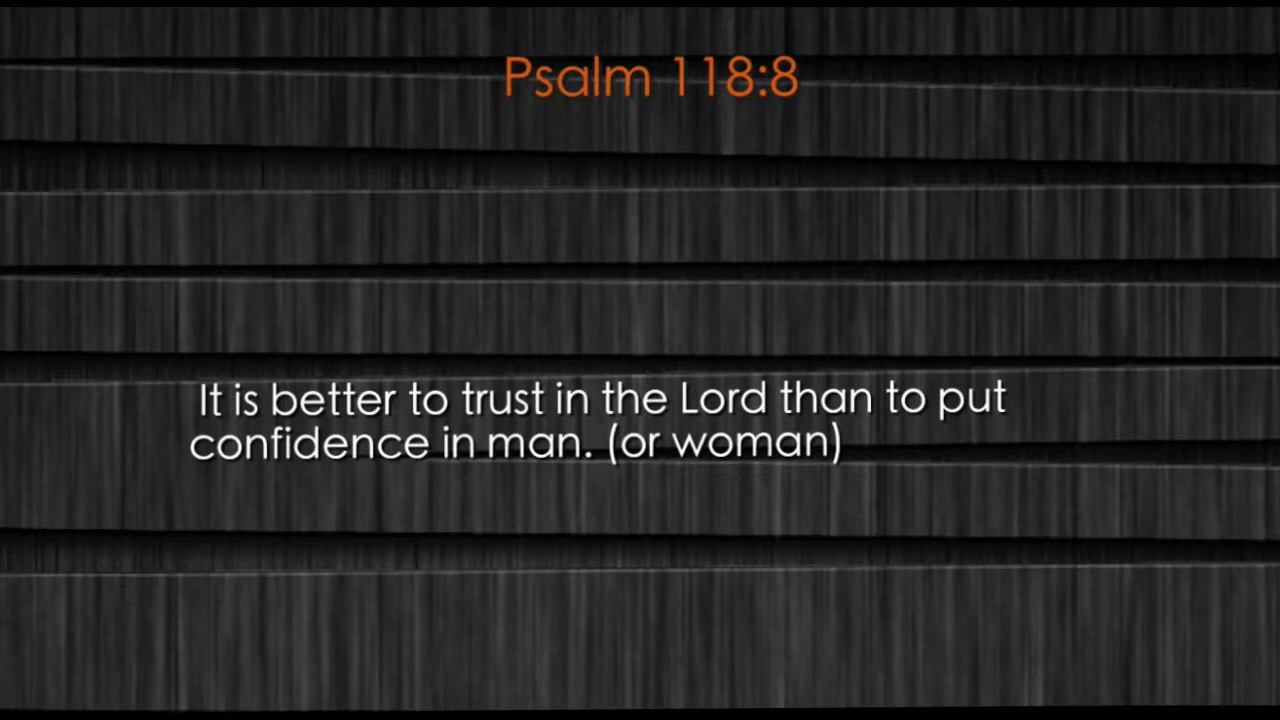 Psalm 118:8
It is better to trust in the Lord than to put
confidence in man. (or woman)